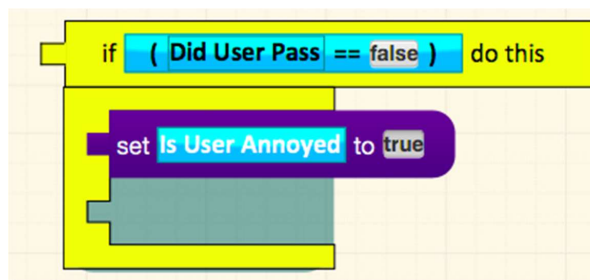 if ( Did User Pass == false ) do this
set Is User Annoyed to true